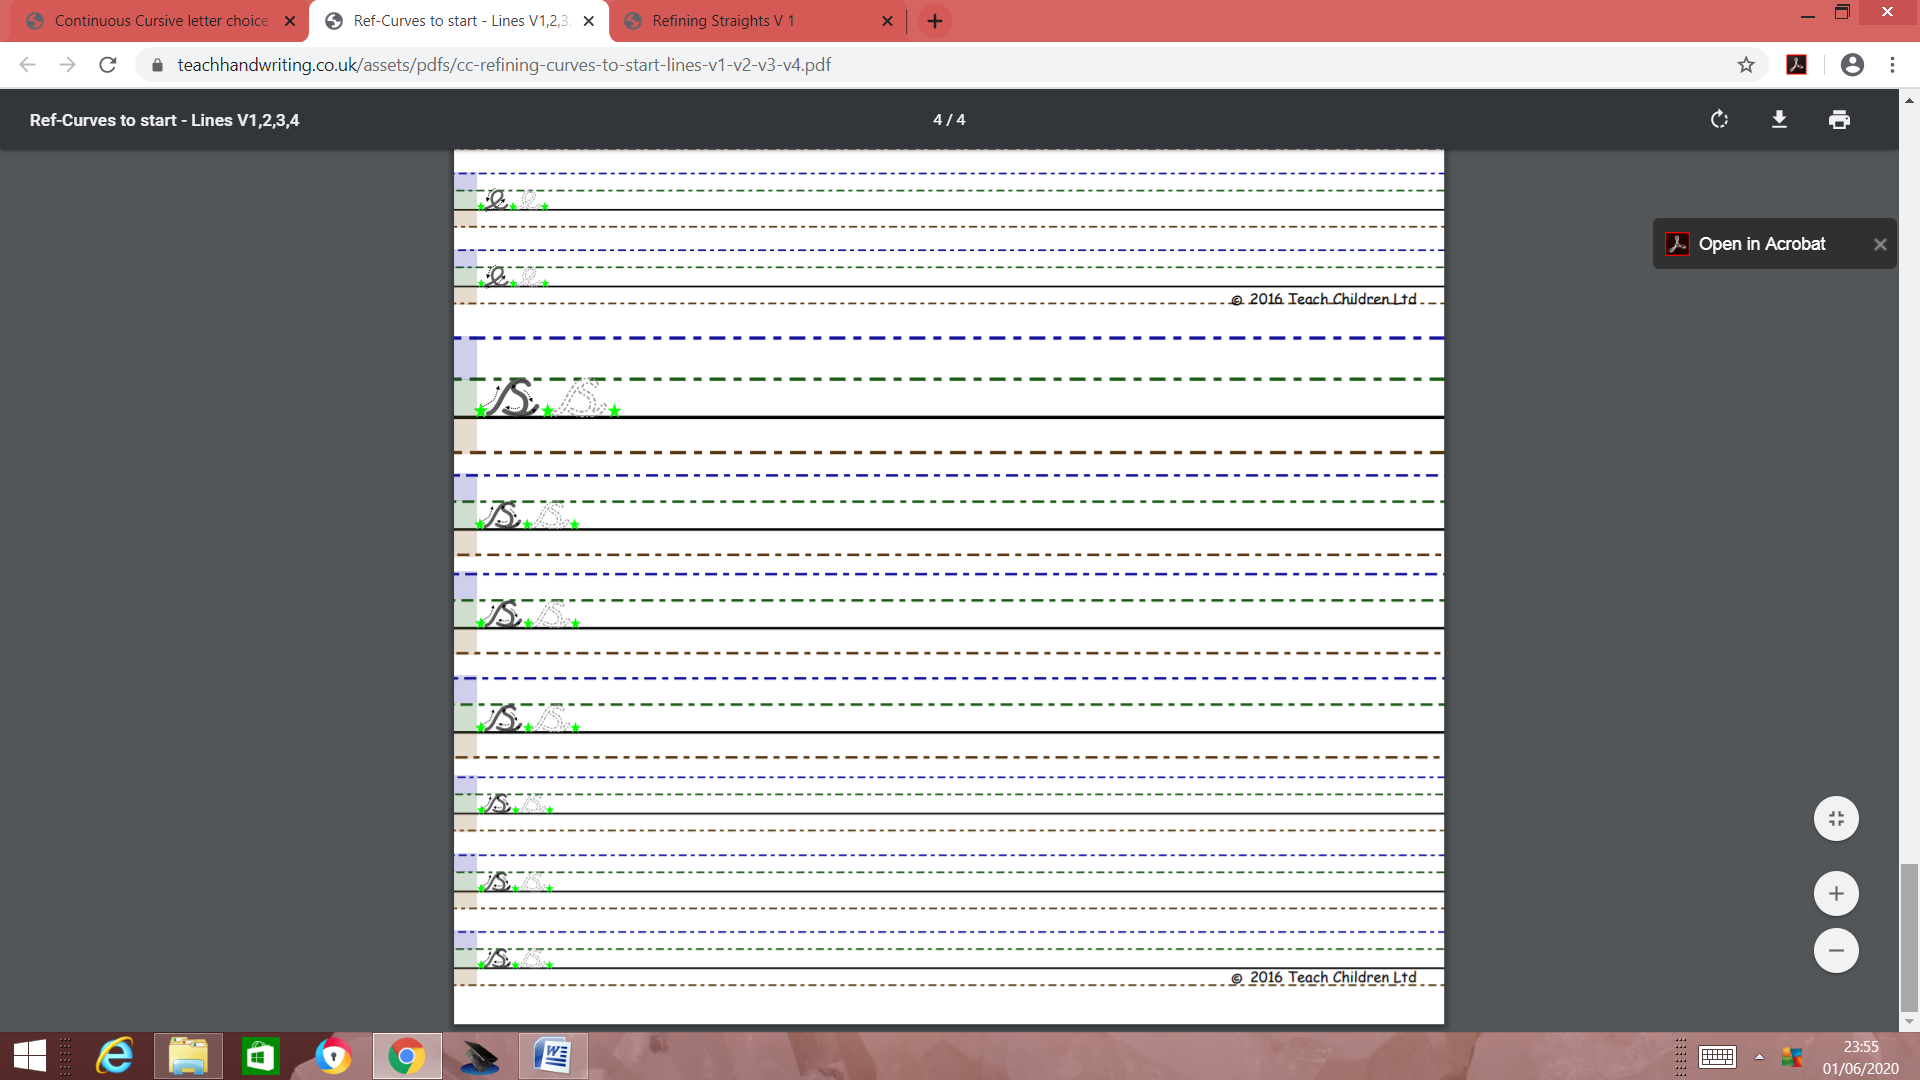 Continuous Cursive letter choice
Ref-Curves to start - Lines V1,2,3,
Refining Straights V 1
teachhandwriting.co.uk/assets/pdfs/cc-refining-curves-to-start-lines-v1-v2-v3-v4.pdf
Ref-Curves to start - Lines V1,2,3,4
4 / 4
Open in Acrobat
e e
e e
© 2016 Teach Children Ltd
s s
s s
s s
s s
s s
s s
s s
© 2016 Teach Children Ltd
23:55
01/06/2020